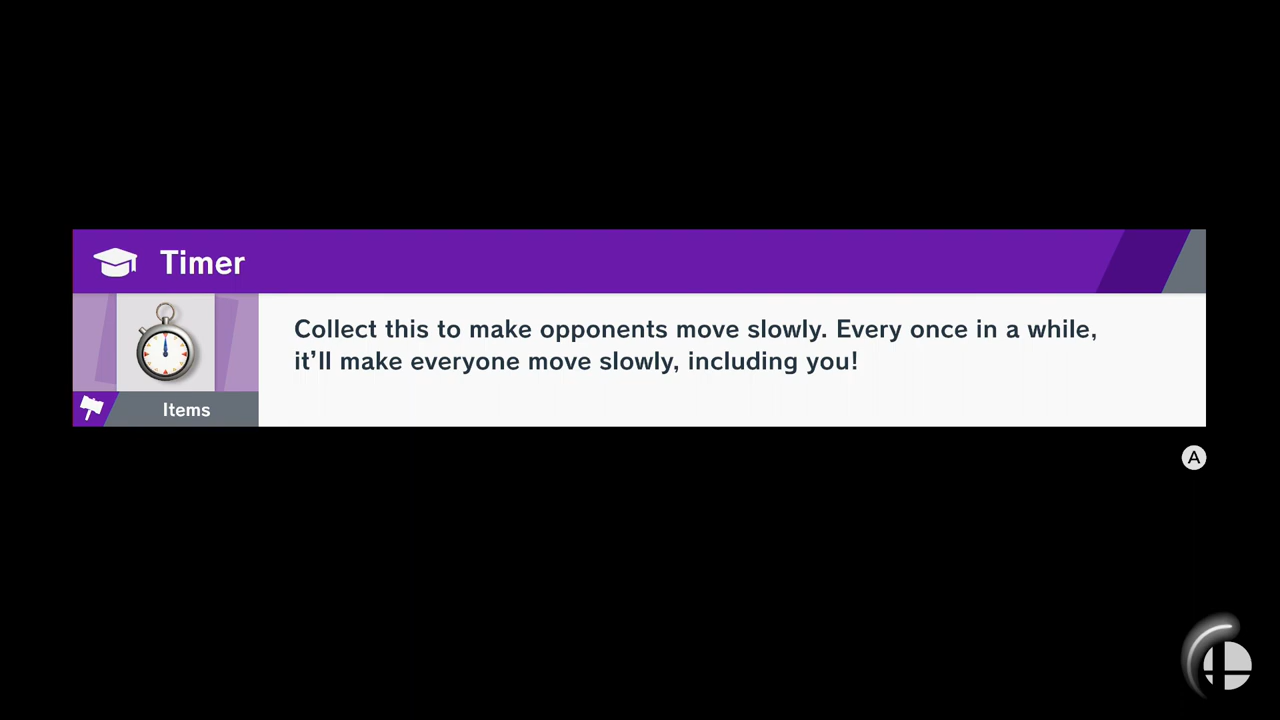 Timer
Collect this to make opponents move slowly. Every once in a while,
it’ll make everyone move slowly, including you!
Items
A